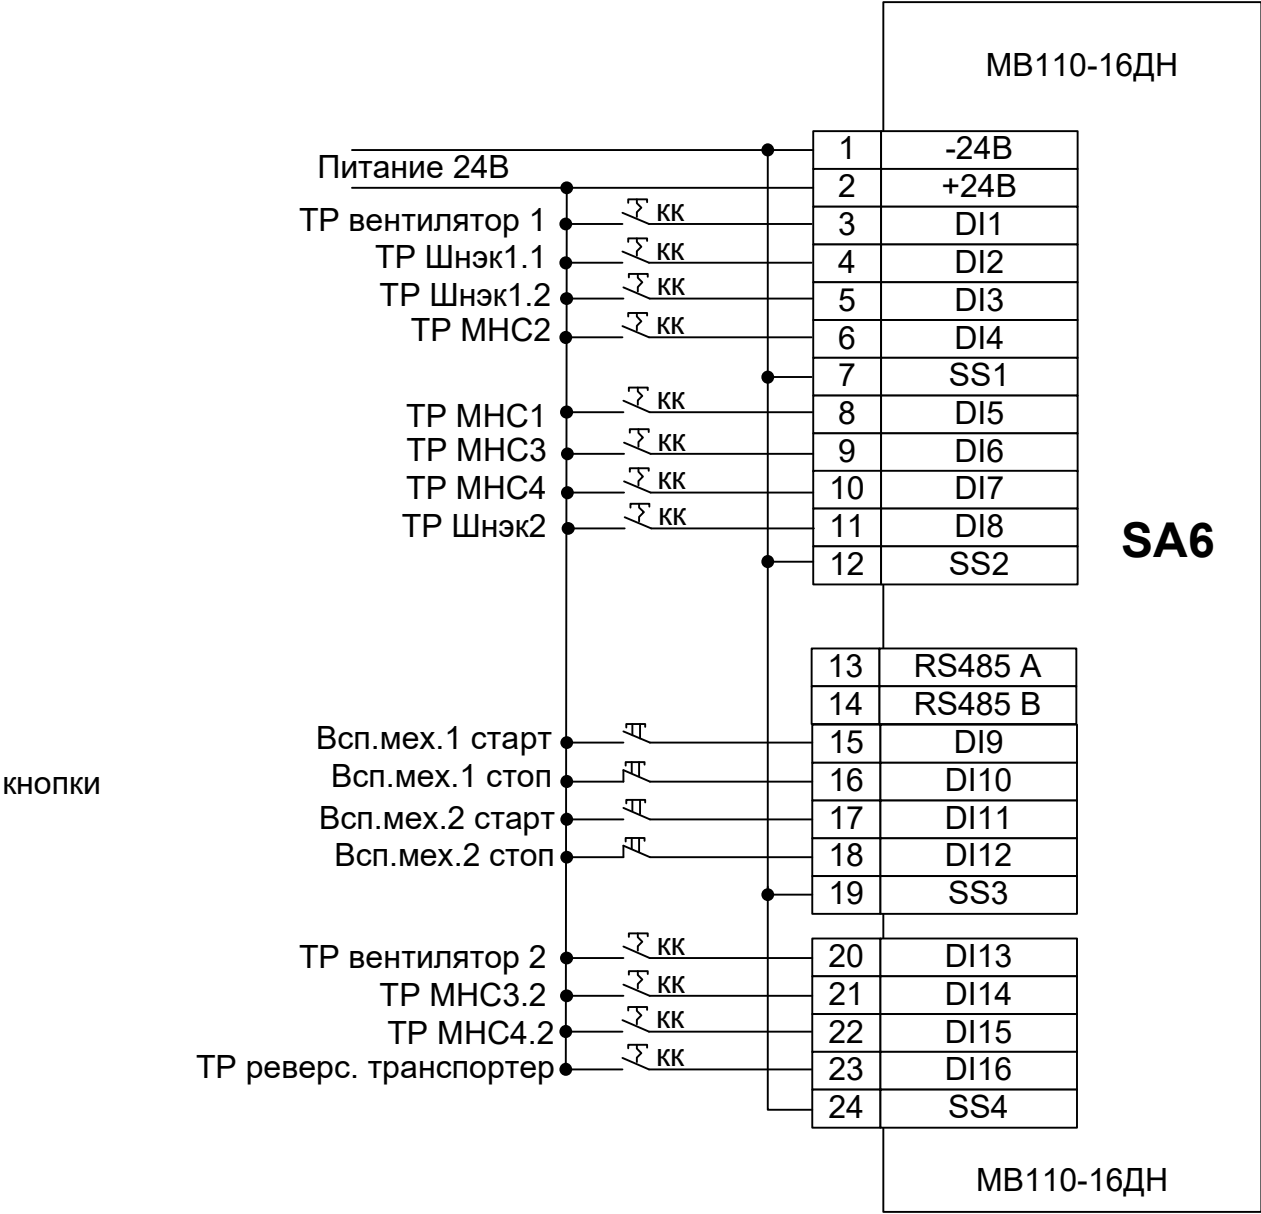 МВ110-16ДН
1 -24В
Питание 24В
2 +24В
ТР вентилятор 1 КК 3 DI1
ТР Шнэк1.1 КК 4 DI2
ТР Шнэк1.2 КК 5 DI3
ТР МНС2 КК 6 DI4
7 SS1
ТР МНС1 КК 8 DI5
ТР МНС3 КК 9 DI6
ТР МНС4 КК 10 DI7
ТР Шнэк2 КК 11 DI8
SA6
12 SS2
13 RS485 A
14 RS485 B
Всп.мех.1 старт 15 DI9
кнопки Всп.мех.1 стоп 16 DI10
Всп.мех.2 старт 17 DI11
Всп.мех.2 стоп 18 DI12
19 SS3
ТР вентилятор 2 КК 20 DI13
ТР МНС3.2 КК 21 DI14
ТР МНС4.2 КК 22 DI15
ТР реверс. транспортер КК 23 DI16
24 SS4
МВ110-16ДН